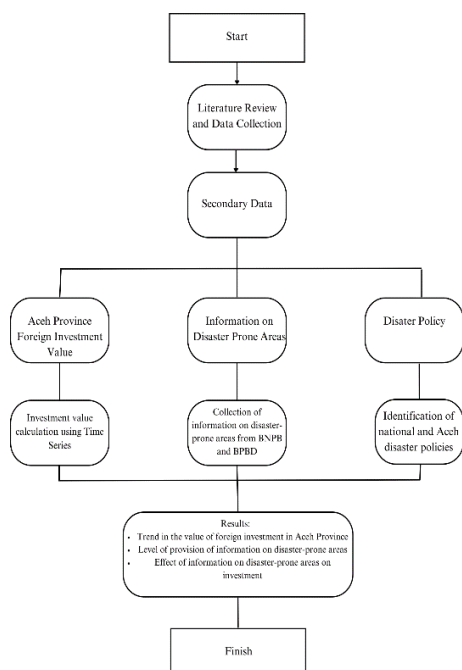 Start
Literature Review
and Data Collection
Secondary Data
Aceh Province
Foreign Investment
Value
Information on
Disaster Prone Areas
Disater Policy
Investment value
calculation using Time
Series
Collection of
information on disaster-
prone areas from BNPB
and BPBD
Identification of
national and Aceh
disaster policies
Results:
• Trend in the value of foreign investment in Aceh Province
• Level of provision of information on disaster-prone areas
• Effect of information on disaster-prone areas on
investment
Finish